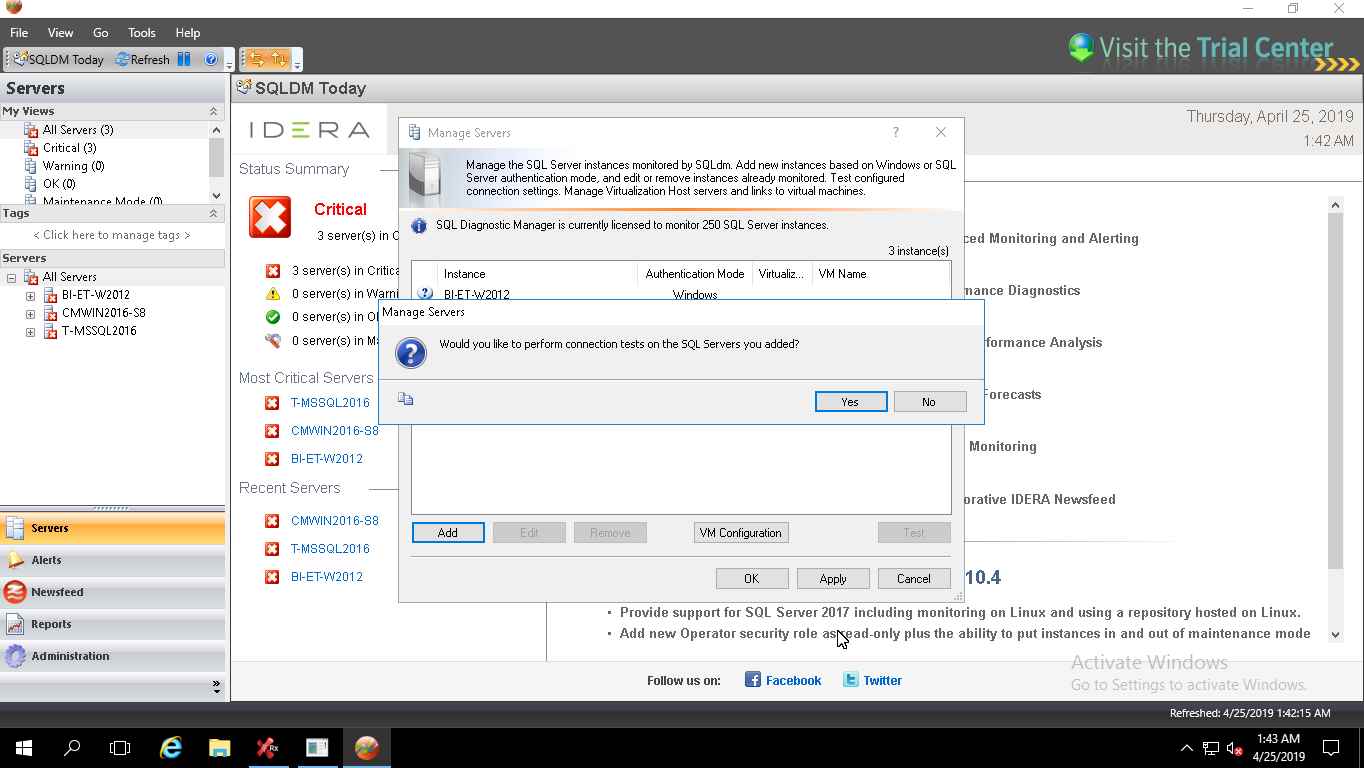 File View Go Tools Help
SQLDM Today Refresh
Visit the Trial Center
Servers
My Views
All Servers (3)
Critical (3)
Warning (0)
OK (0)
Maintenance Mode (0)
Tags
< Click here to manage tags >
Servers
All Servers
BI-ET-W2012
CMWIN2016-S8
T-MSSQL2016
Servers
Alerts
Newsfeed
Reports
Administration
SQLDM Today
IDERA
Thursday, April 25, 2019
1:42 AM
Status Summary
Critical
3 server(s) in C
3 server(s) in Critica
0 server(s) in Warni
0 server(s) in O
0 server(s) in M
Most Critical Servers
T-MSSQL2016
CMWIN2016-S8
BI-ET-W2012
Recent Servers
CMWIN2016-S8
T-MSSQL2016
BI-ET-W2012
Manage Servers
Manage the SQL Server instances monitored by SQLdm. Add new instances based on Windows or SQL
Server authentication mode, and edit or remove instances already monitored. Test configured
connection settings. Manage Virtualization Host servers and links to virtual machines.
SQL Diagnostic Manager is currently licensed to monitor 250 SQL Server instances.
3 instance(s)
Instance Authentication Mode Virtualiz... VM Name
BI-ET-W2012 Windows
Manage Servers
Would you like to perform connection tests on the SQL Servers you added?
Yes No
Add Edit Remove VM Configuration Test
OK Apply Cancel
ced Monitoring and Alerting
mance Diagnostics
formance Analysis
Forecasts
Monitoring
orative IDERA Newsfeed
10.4
• Provide support for SQL Server 2017 including monitoring on Linux and using a repository hosted on Linux.
• Add new Operator security role as read-only plus the ability to put instances in and out of maintenance mode
Follow us on: Facebook Twitter
Activate Windows
Go to Settings to activate Windows.
Refreshed: 4/25/2019 1:42:15 AM
1:43 AM
4/25/2019